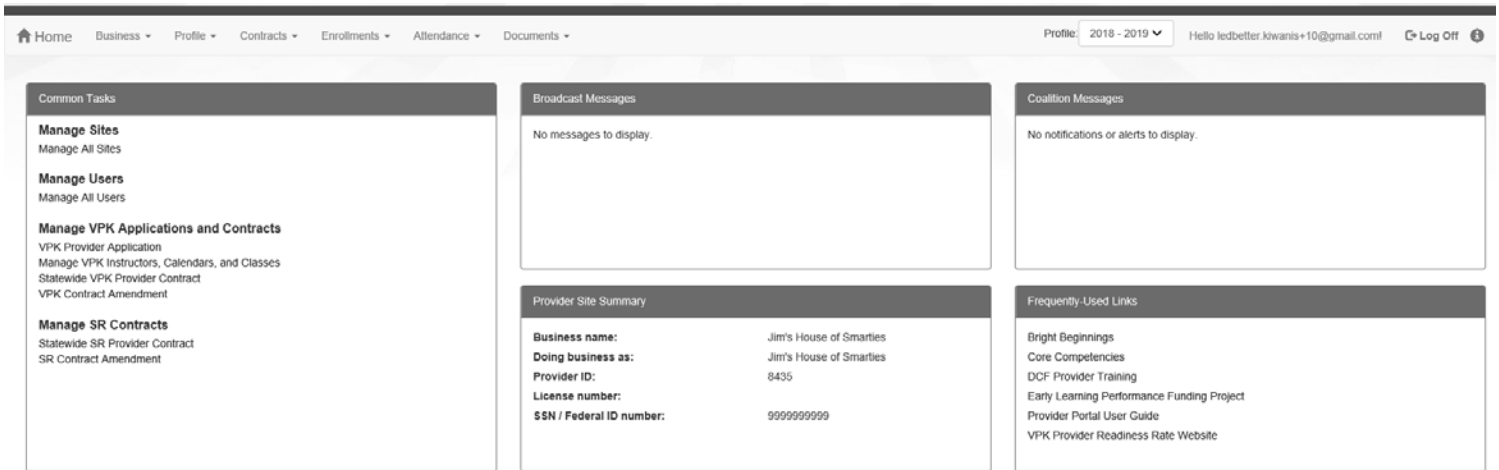 Home Business Profile Contracts Enrollments Attendance Documents Profile: 2018 - 2019 Hello ledbetter.kiwanis+10@gmail.com! Log Off
Common Tasks
Manage Sites
Manage All Sites
Manage Users
Manage All Users
Manage VPK Applications and Contracts
VPK Provider Application
Manage VPK Instructors, Calendars, and Classes
Statewide VPK Provider Contract
VPK Contract Amendment
Manage SR Contracts
Statewide SR Provider Contract
SR Contract Amendment
Broadcast Messages
No messages to display.
Coalition Messages
No notifications or alerts to display.
Provider Site Summary
Business name: Jim's House of Smarties
Doing business as: Jim's House of Smarties
Provider ID: 8435
License number:
SSN / Federal ID number: 9999999999
Frequently-Used Links
Bright Beginnings
Core Competencies
DCF Provider Training
Early Learning Performance Funding Project
Provider Portal User Guide
VPK Provider Readiness Rate Website